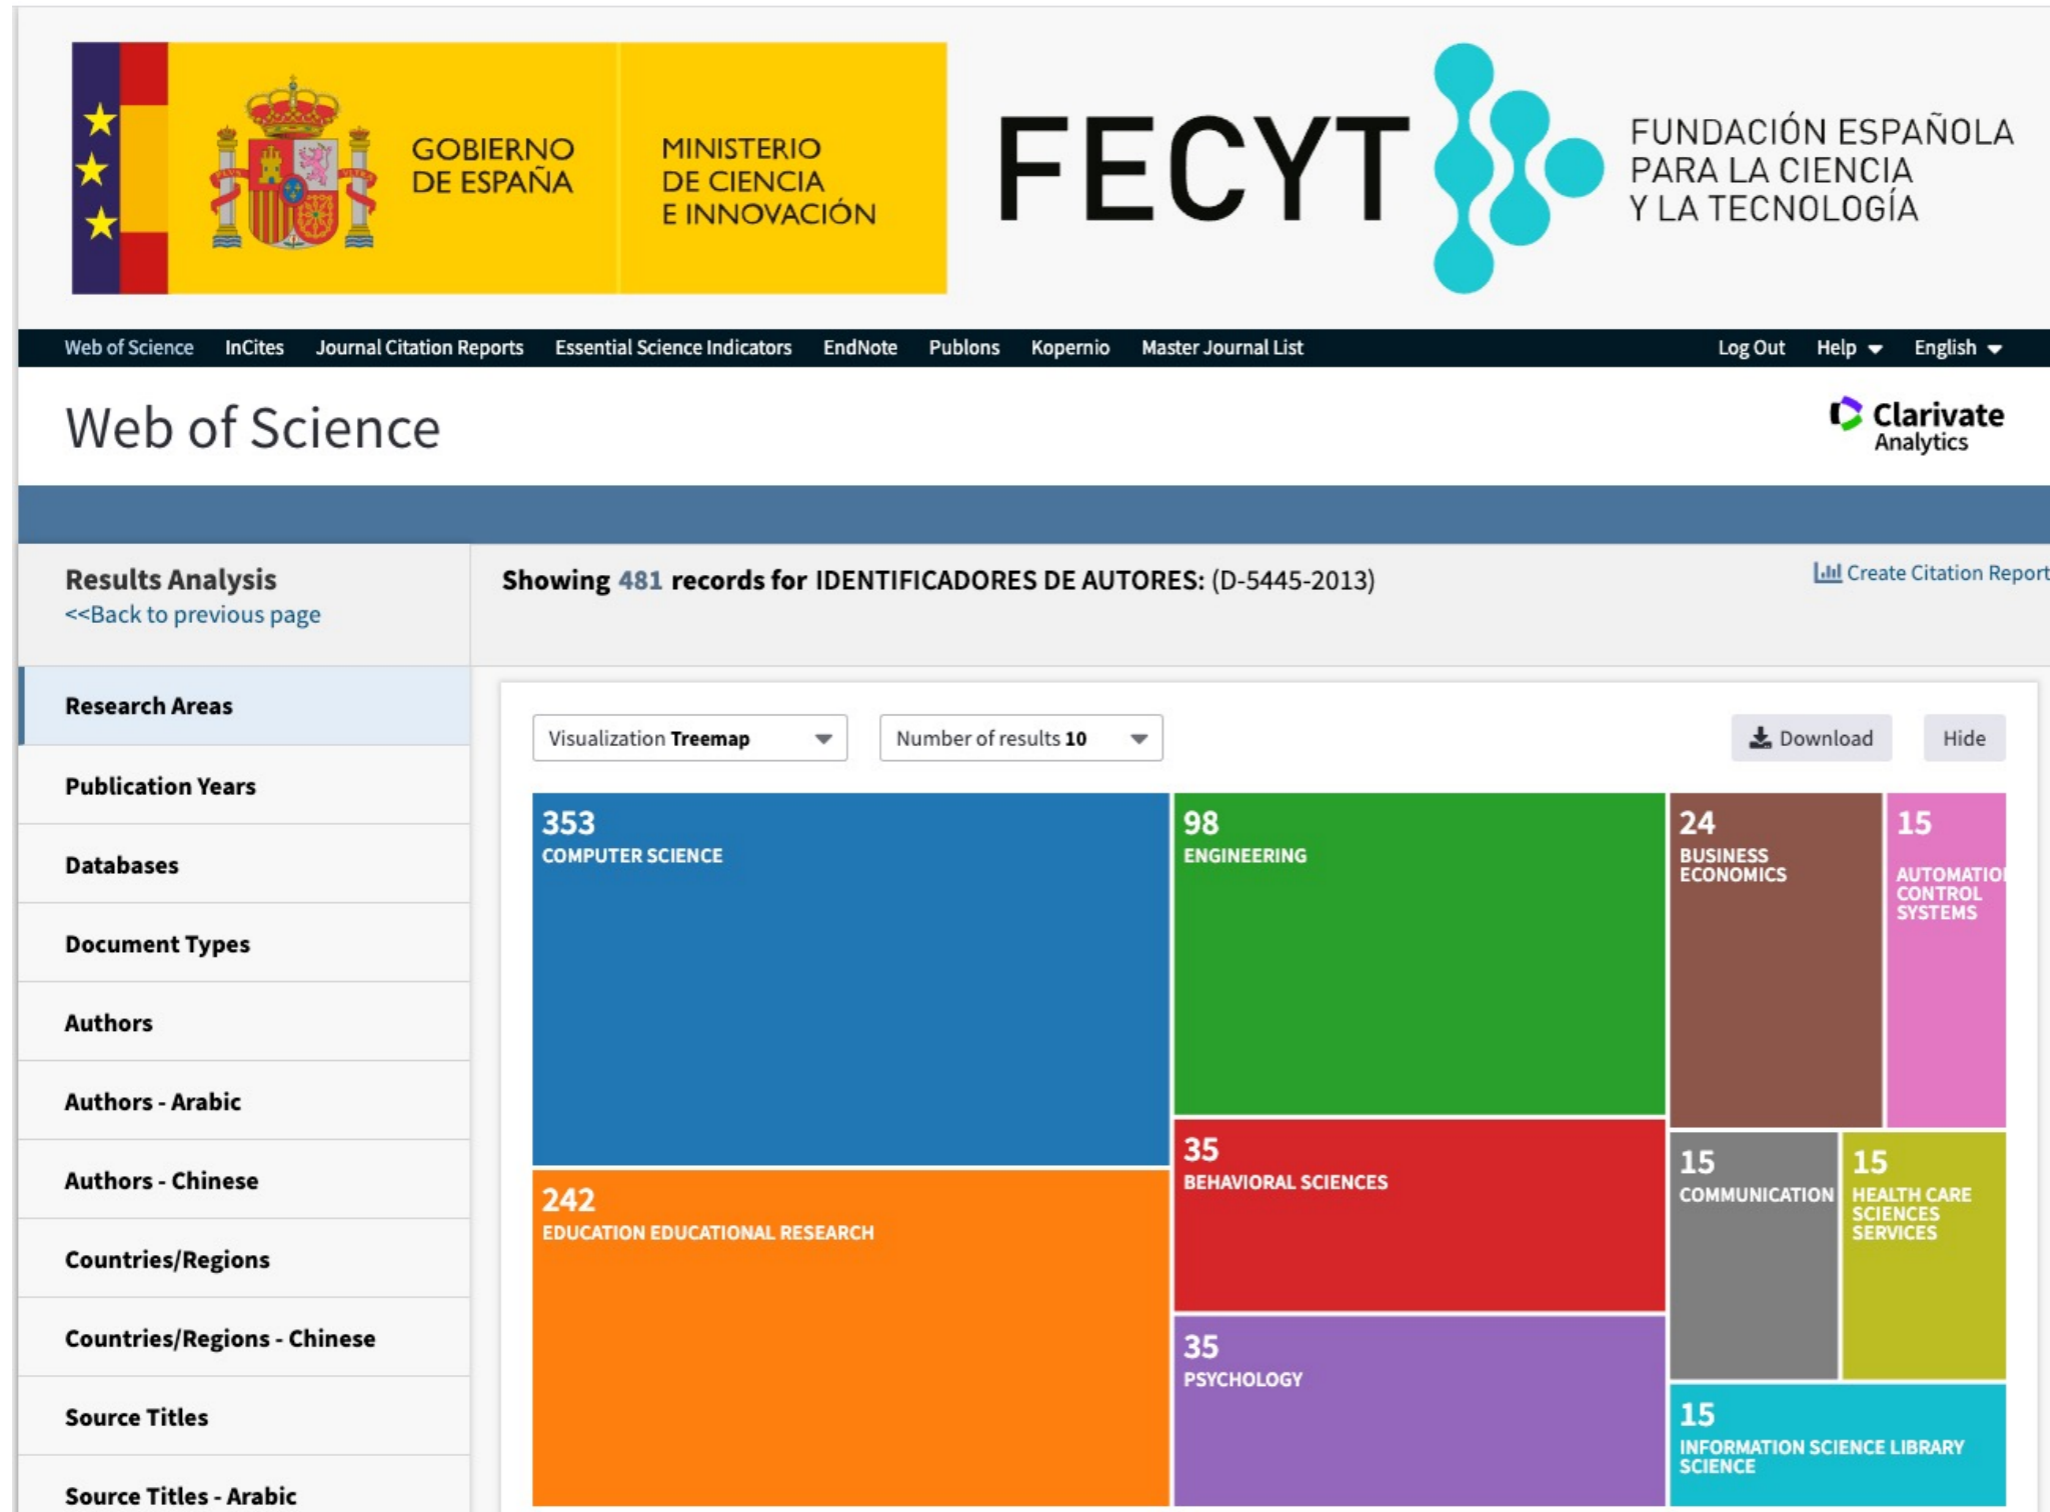 GOBIERNO
DE ESPAÑA
MINISTERIO
DE CIENCIA
E INNOVACIÓN
FECYT
FUNDACIÓN ESPAÑOLA
PARA LA CIENCIA
Y LA TECNOLOGÍA
Web of Science InCites Journal Citation Reports Essential Science Indicators EndNote Publons Kopernio Master Journal List Log Out Help English
Web of Science
Clarivate
Analytics
Results Analysis
<<Back to previous page
Showing 481 records for IDENTIFICADORES DE AUTORES: (D-5445-2013)
Create Citation Report
Research Areas
Publication Years
Databases
Document Types
Authors
Authors - Arabic
Authors - Chinese
Countries/Regions
Countries/Regions - Chinese
Source Titles
Source Titles - Arabic
Visualization Treemap
Number of results 10
Download
Hide
353
COMPUTER SCIENCE
242
EDUCATION EDUCATIONAL RESEARCH
98
ENGINEERING
35
BEHAVIORAL SCIENCES
35
PSYCHOLOGY
24
BUSINESS
ECONOMICS
15
AUTOMATIO
CONTROL
SYSTEMS
15
COMMUNICATION
15
HEALTH CARE
SCIENCES
SERVICES
15
INFORMATION SCIENCE LIBRARY
SCIENCE